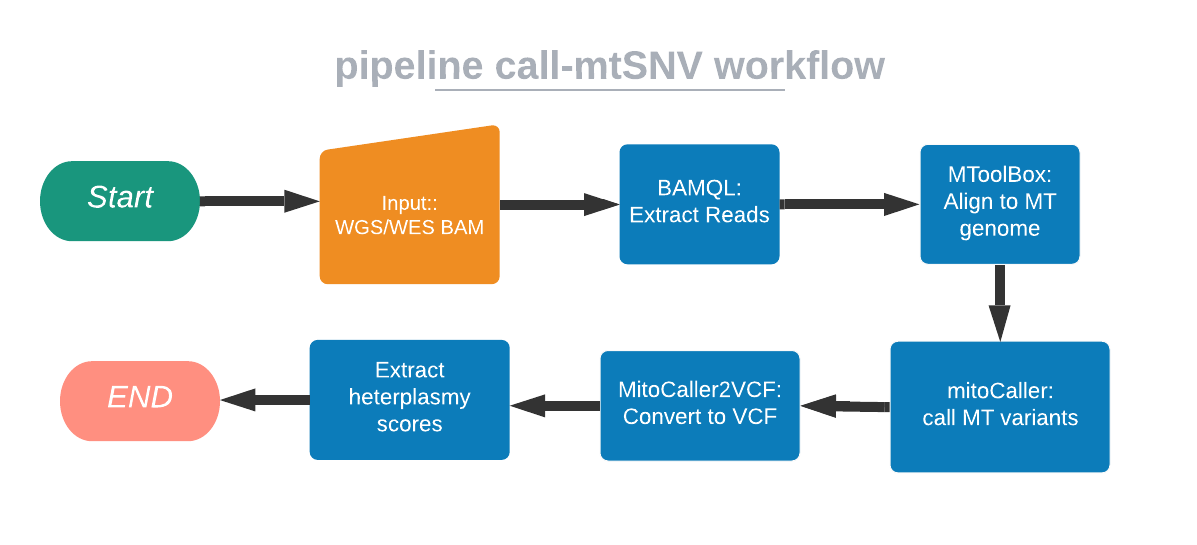 pipeline call-mtSNV workflow
Start
Input::
WGS/WES BAM
BAMQL:
Extract Reads
MToolBox:
Align to MT
genome
mitoCaller:
call MT variants
MitoCaller2VCF:
Convert to VCF
Extract
heterplasmy
scores
END